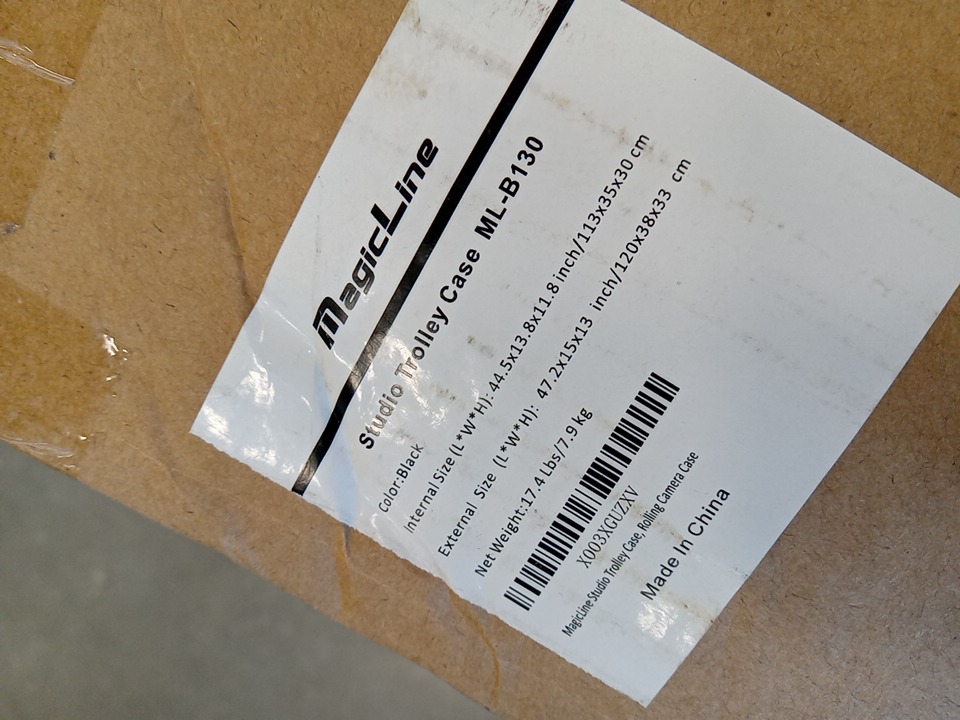 MagicLine
Studio Trolley Case ML-B130
Color:Black
Internal Size(L*W*H): 44.5x13.8x11.8 inch/113x35x30 cm
External Size (L*W*H): 47.2x15x13 inch/120x38x33 cm
Net Weight:17.4 Lbs/7.9 kg
X003XGUZXV
MagicLine Studio Trolley Case, Rolling Camera Case
Made In China